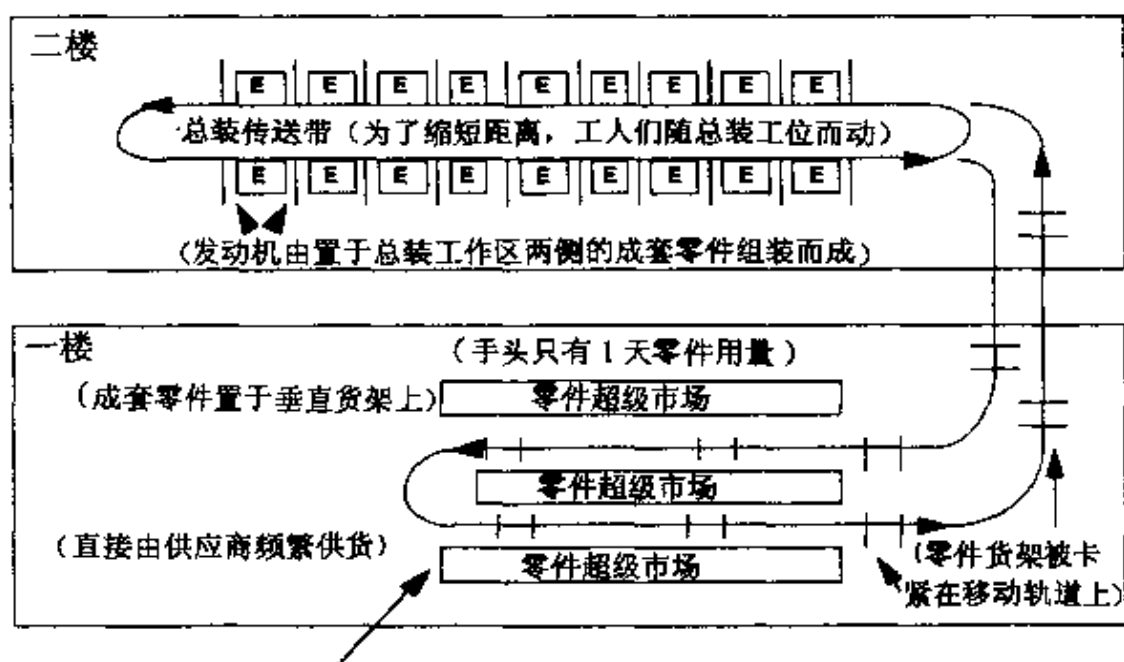 二楼
E E E E E E E E E
总装传送带（为了缩短距离，工人们随总装工位而动）
E E E E E E E E E
（发动机由置于总装工作区两侧的成套零件组装而成）
一楼
（手头只有1天零件用量）
（成套零件置于垂直货架上）
零件超级市场
零件超级市场
（直接由供应商频繁供货）
零件超级市场
（零件货架被卡
紧在移动轨道上）